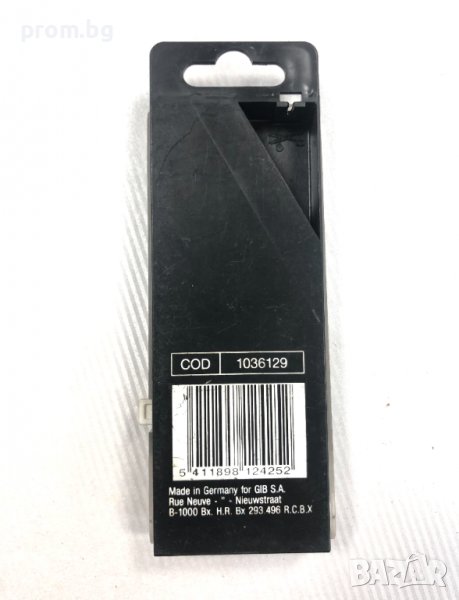 prom.bg
COD 1036129
5 411898 124252
Made in Germany for GIB S.A.
Rue Neuve - " - Nieuwstraat
B-1000 Bx. H.R. Bx 293 496 R.C.B.X
BAZAR